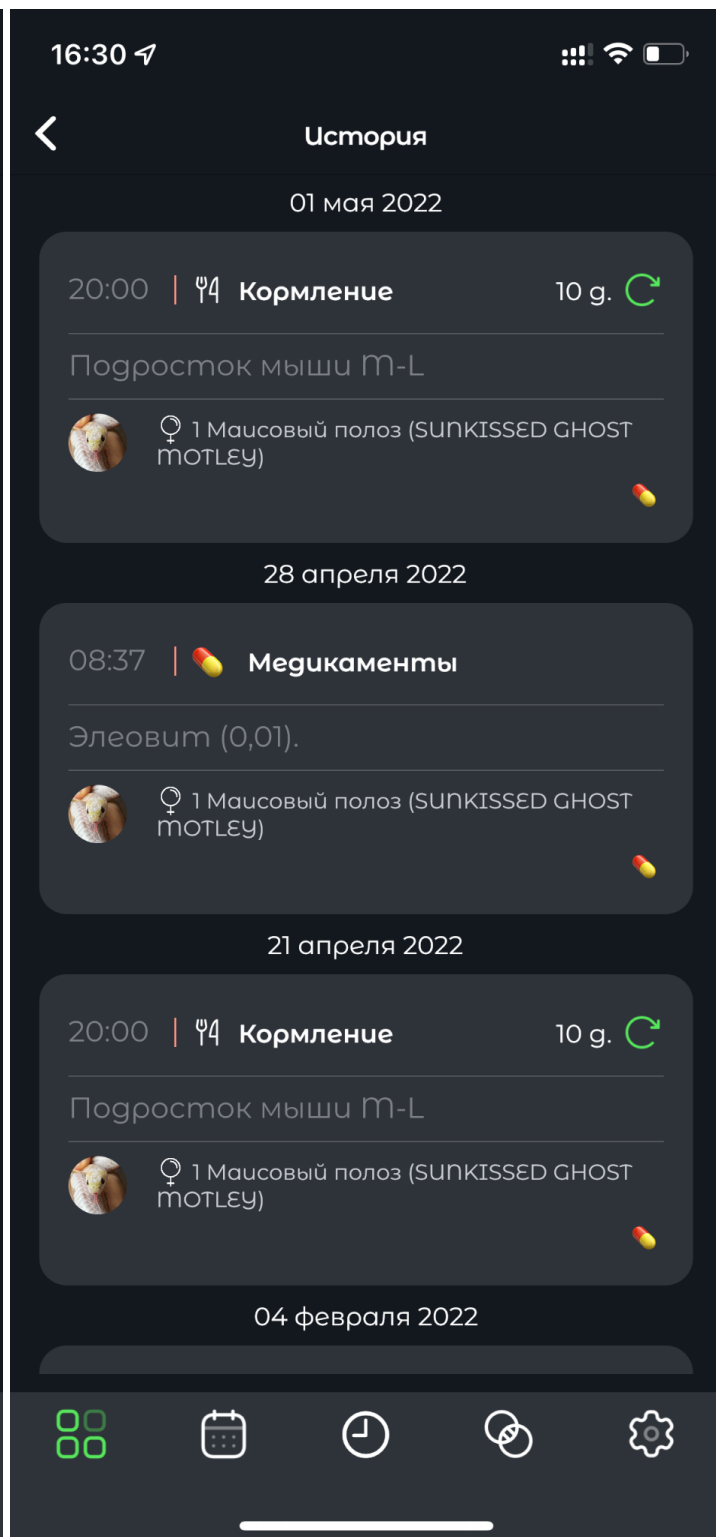 16:30
История
01 мая 2022
20:00 Кормление 10 д.
Подросток мыши M-L
1 Маисовый полоз (SUNKISSED GHOST
MOTLEY)
28 апреля 2022
08:37 Медикаменты
Элеовит (0,01).
1 Маисовый полоз (SUNKISSED GHOST
MOTLEY)
21 апреля 2022
20:00 Кормление 10 д.
Подросток мыши M-L
1 Маисовый полоз (SUNKISSED GHOST
MOTLEY)
04 февраля 2022